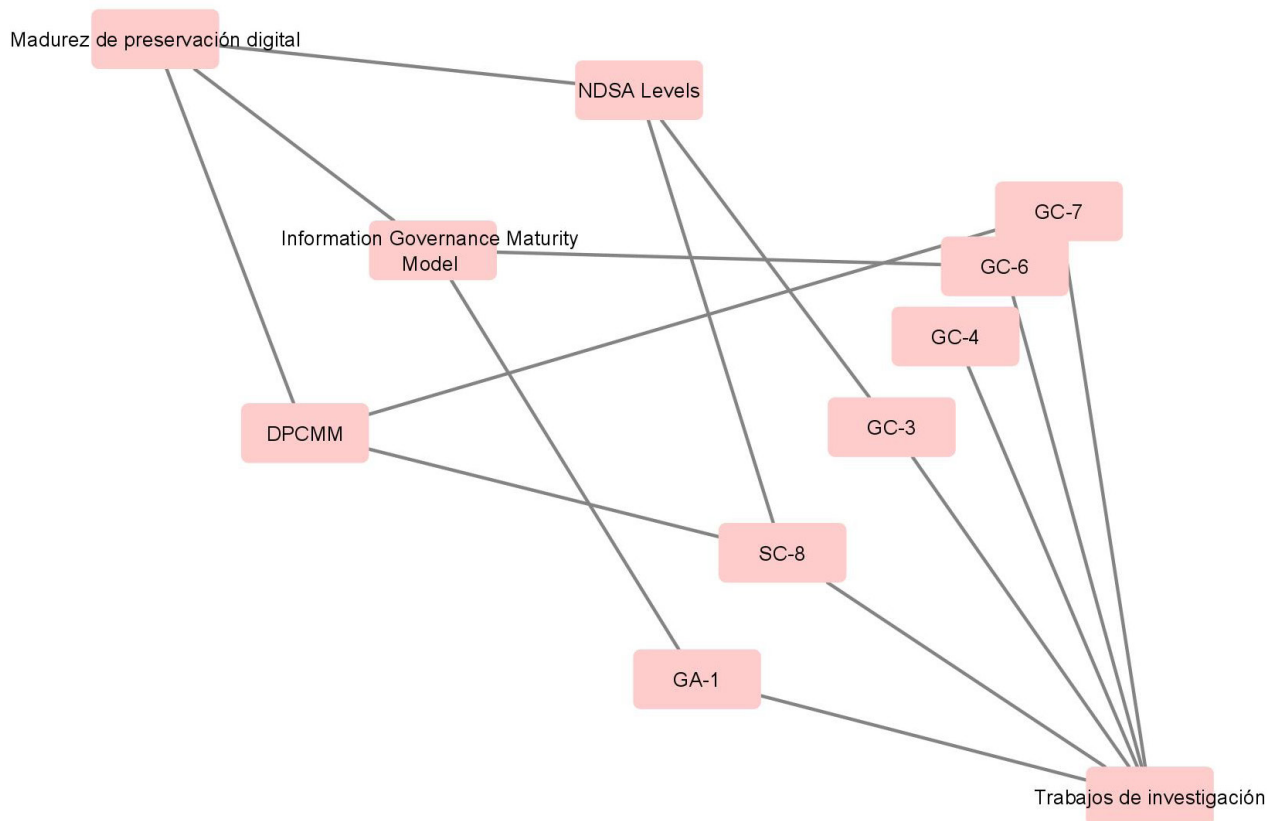 Madurez de preservación digital
NDSA Levels
GC-7
Information Governance Maturity
Model
GC-6
GC-4
GC-3
DPCMM
SC-8
GA-1
Trabajos de investigación